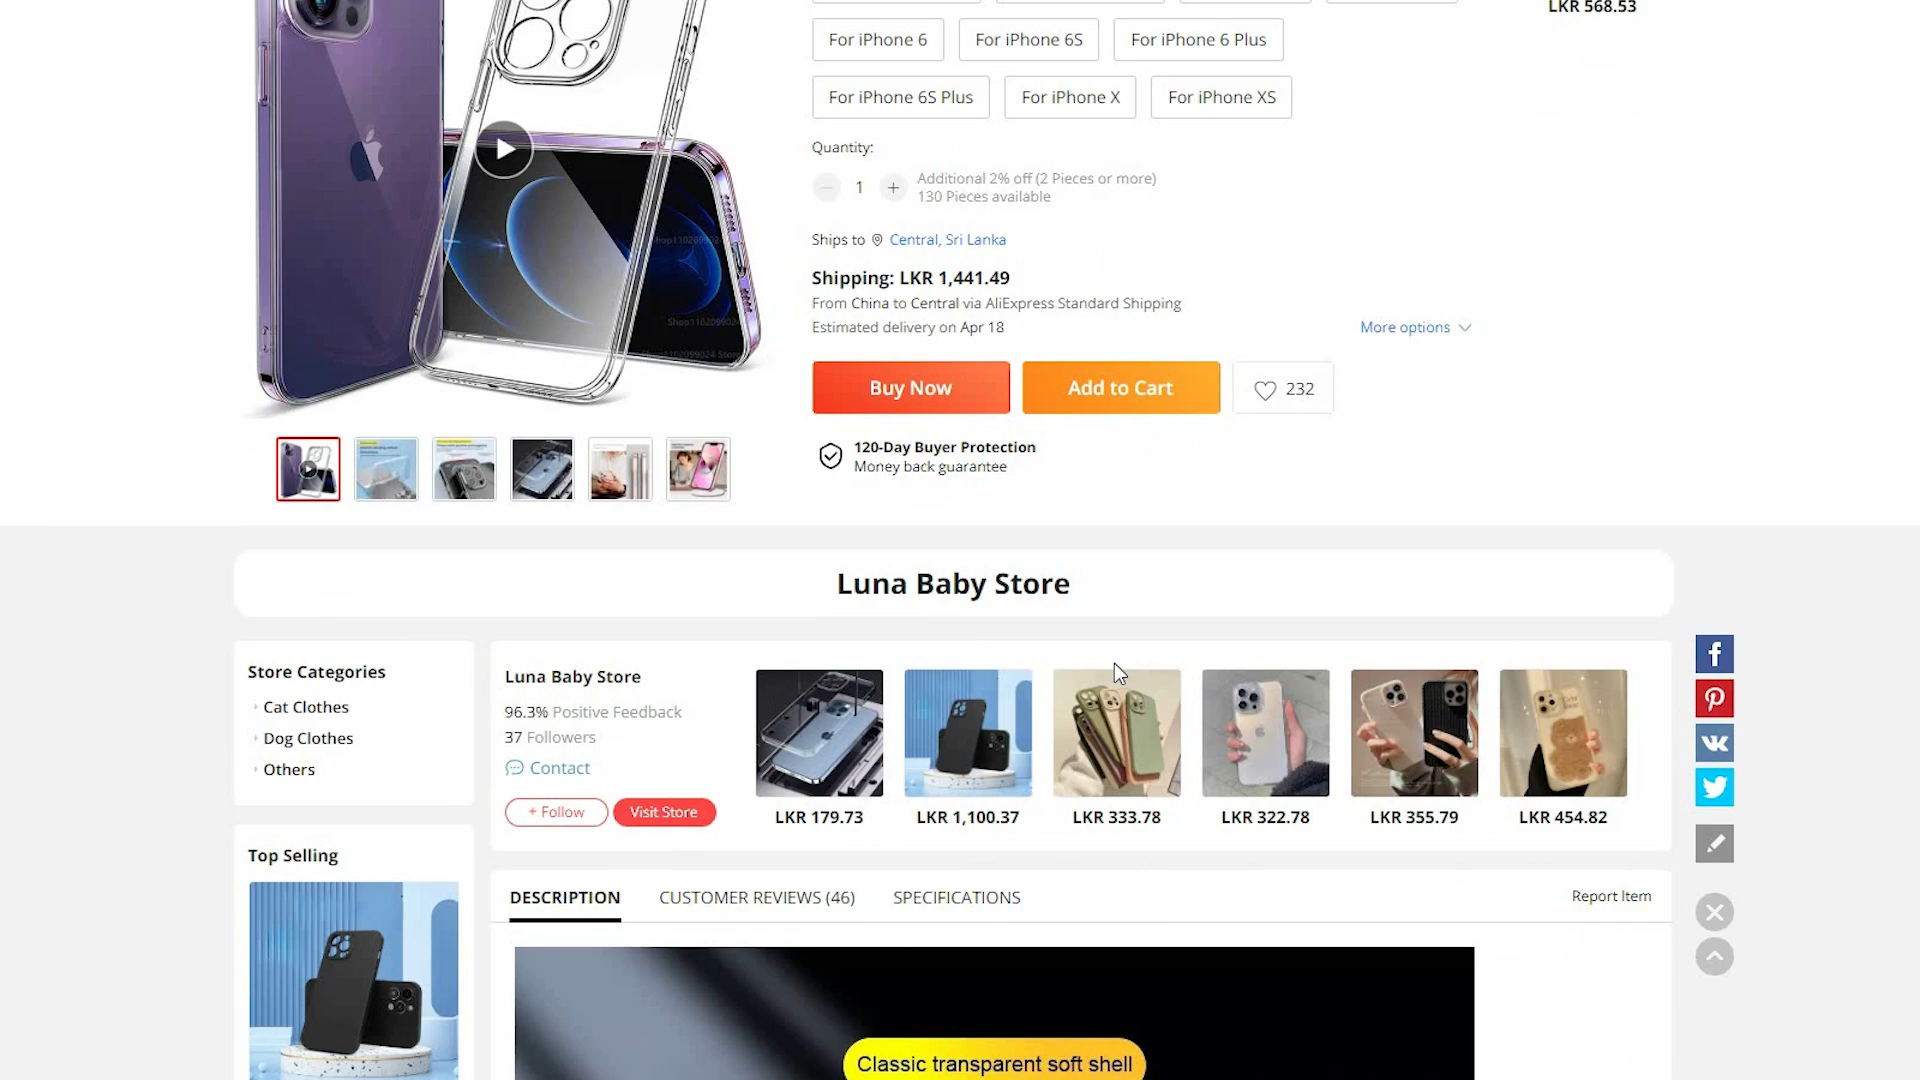 LKR 568.53
For iPhone 6
For iPhone 6S
For iPhone 6 Plus
For iPhone 6S Plus
For iPhone X
For iPhone XS
Quantity:
1
Additional 2% off (2 Pieces or more)
130 Pieces available
Ships to Central, Sri Lanka
Shipping: LKR 1,441.49
From China to Central via AliExpress Standard Shipping
Estimated delivery on Apr 18
More options
Buy Now
Add to Cart
232
120-Day Buyer Protection
Money back guarantee
Luna Baby Store
Store Categories
Cat Clothes
Dog Clothes
Others
Luna Baby Store
96.3% Positive Feedback
37 Followers
Contact
+ Follow
Visit Store
LKR 179.73
LKR 1,100.37
LKR 333.78
LKR 322.78
LKR 355.79
LKR 454.82
Top Selling
DESCRIPTION
CUSTOMER REVIEWS (46)
SPECIFICATIONS
Report Item
Classic transparent soft shell